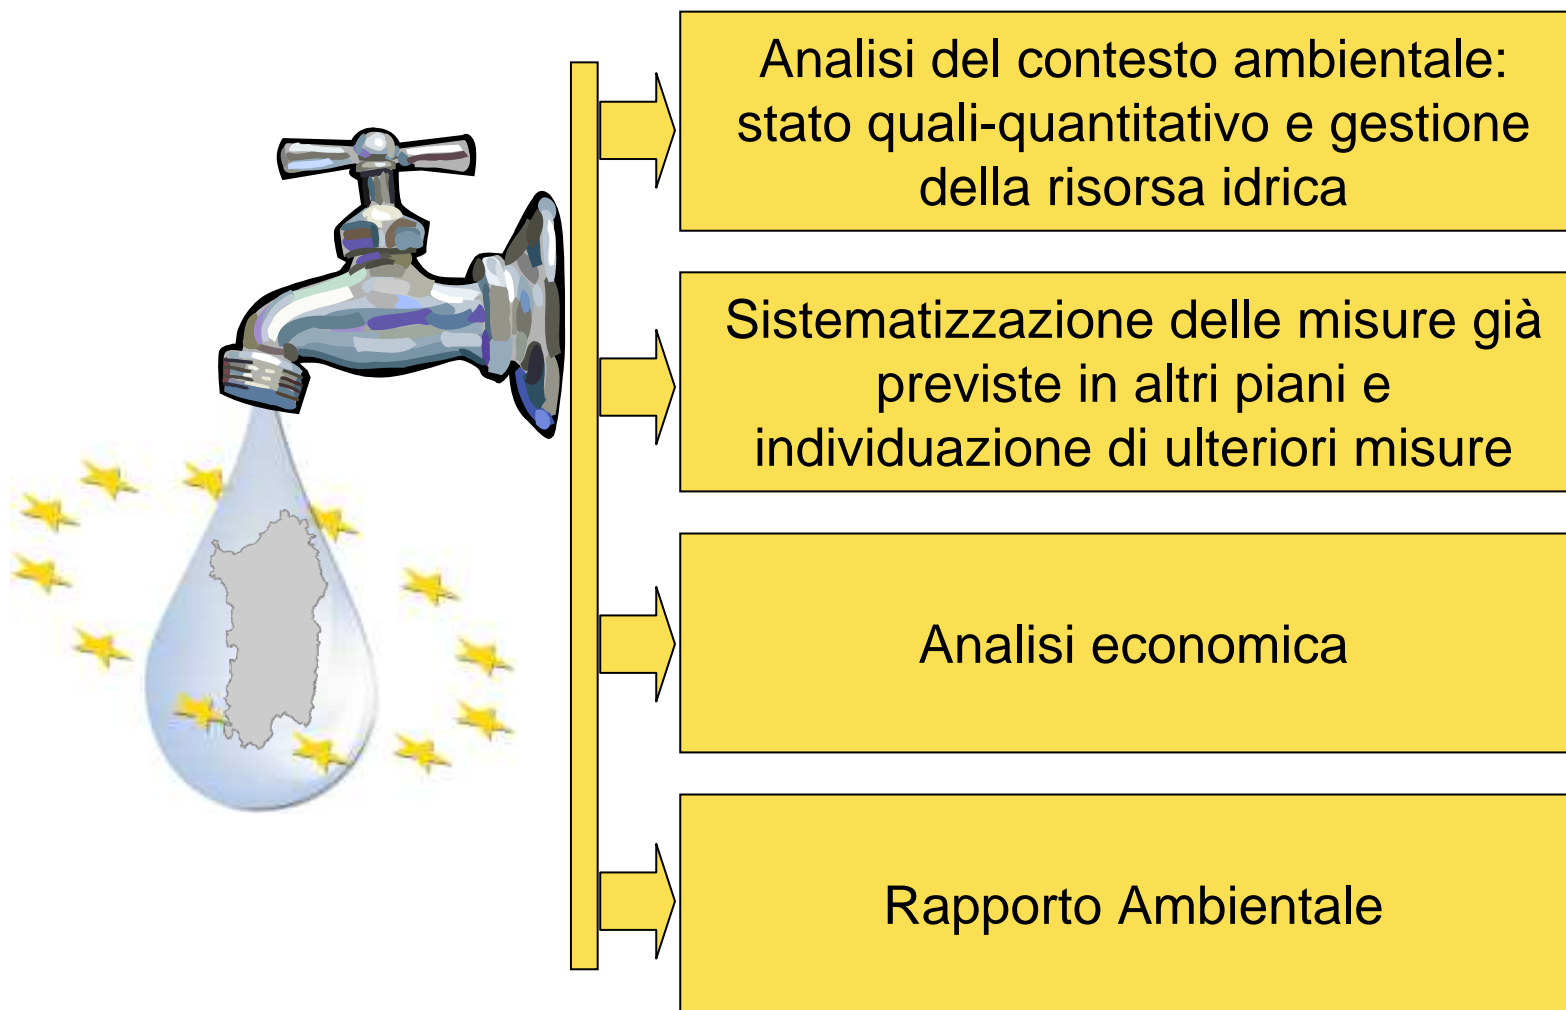 Analisi del contesto ambientale:
stato quali-quantitativo e gestione
della risorsa idrica
Sistematizzazione delle misure già
previste in altri piani e
individuazione di ulteriori misure
Analisi economica
Rapporto Ambientale